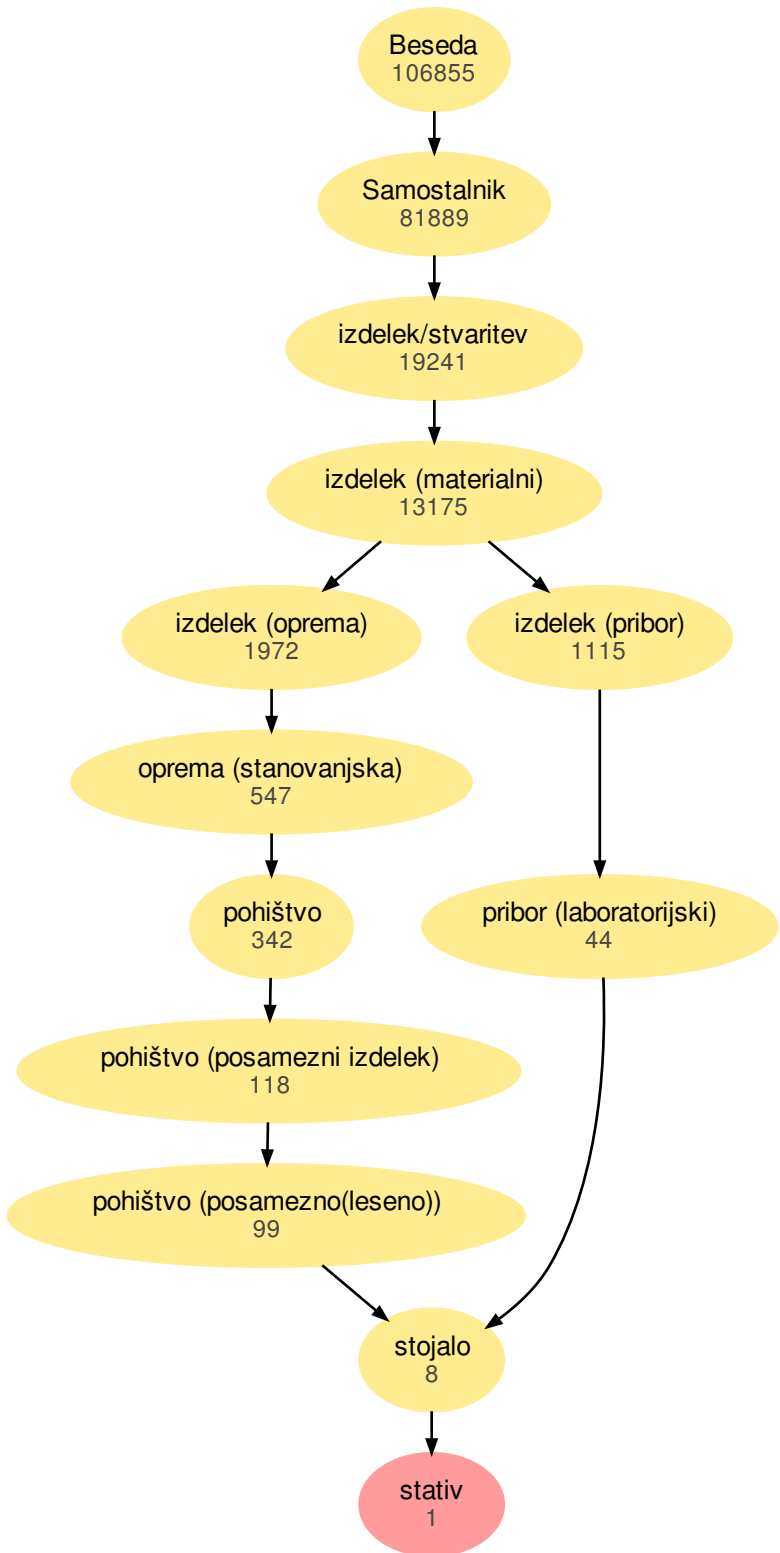 Beseda
106855
Samostalnik
81889
izdelek/stvaritev
19241
izdelek (materialni)
13175
izdelek (oprema)
1972
izdelek (pribor)
1115
oprema (stanovanjska)
547
pohištvo
342
pribor (laboratorijski)
44
pohištvo (posamezni izdelek)
118
pohištvo (posamezno(leseno))
99
stojalo
8
stativ
1